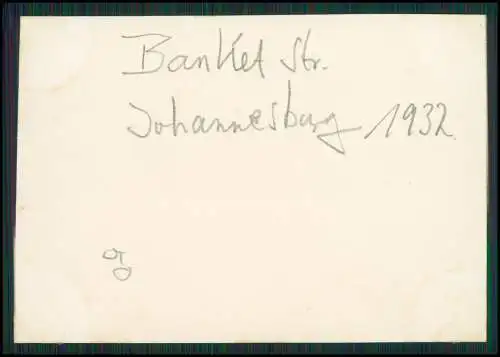 Banket Str.
Johannesburg 1932